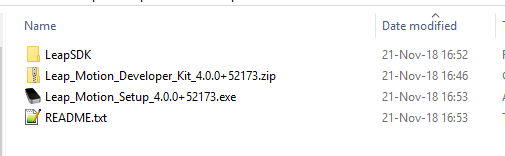 Name Date modified
LeapSDK 21-Nov-18 16:52
Leap_Motion_Developer_Kit_4.0.0+52173.zip 21-Nov-18 16:46
Leap_Motion_Setup_4.0.0+52173.exe 21-Nov-18 16:53
README.txt 21-Nov-18 16:53